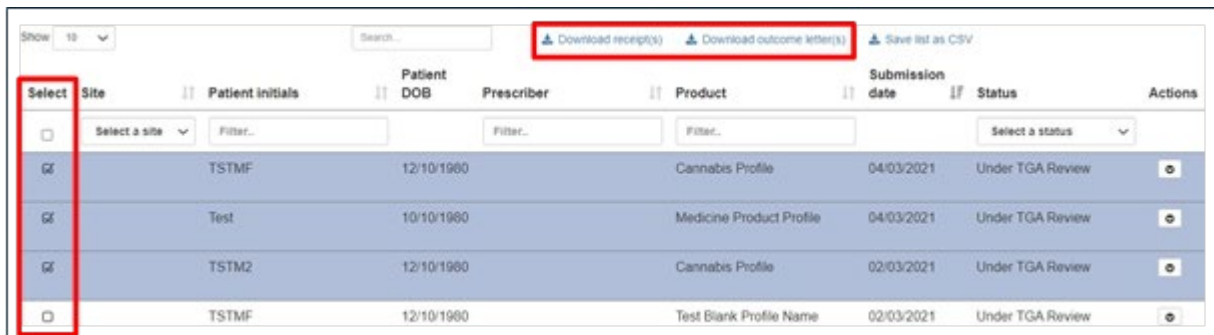 Show 10 Search... Download receipt(s) Download outcome letter(s) Save list as CSV
Select Site Patient initials Patient DOB Prescriber Product Submission date Status Actions
Select a site Filter... Filter... Filter... Select a status
TSTMF 12/10/1980 Cannabis Profile 04/03/2021 Under TGA Review
Test 10/10/1980 Medicine Product Profile 04/03/2021 Under TGA Review
TSTM2 12/10/1980 Cannabis Profile 02/03/2021 Under TGA Review
TSTMF 12/10/1980 Test Blank Profile Name 02/03/2021 Under TGA Review